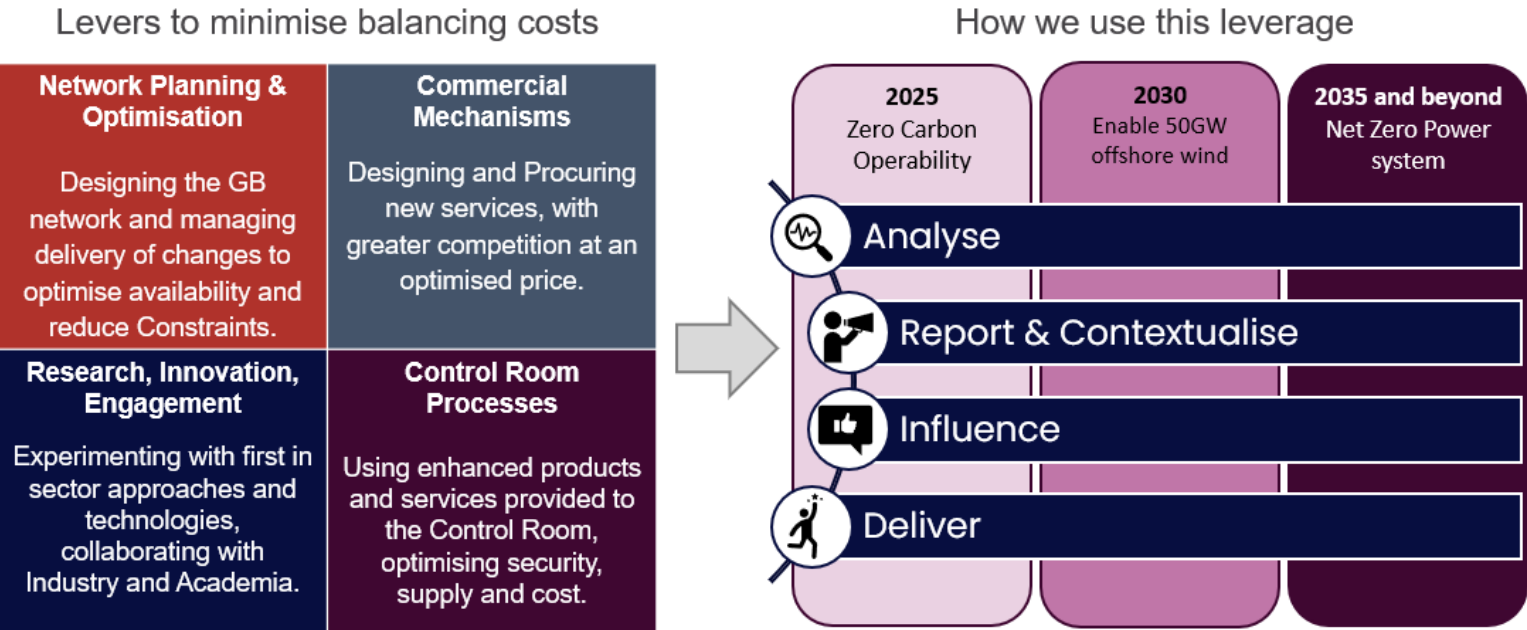 Levers to minimise balancing costs
Network Planning &
Optimisation
Designing the GB
network and managing
delivery of changes to
optimise availability and
reduce Constraints.
Commercial
Mechanisms
Designing and Procuring
new services, with
greater competition at an
optimised price.
Research, Innovation,
Engagement
Experimenting with first in
sector approaches and
technologies,
collaborating with
Industry and Academia.
Control Room
Processes
Using enhanced products
and services provided to
the Control Room,
optimising security,
supply and cost.
How we use this leverage
2025
Zero Carbon
Operability
2030
Enable 50GW
offshore wind
2035 and beyond
Net Zero Power
system
Analyse
Report & Contextualise
Influence
Deliver